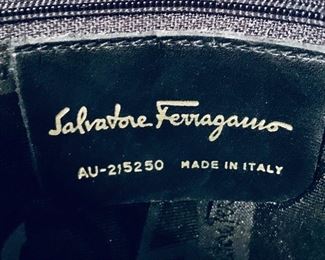 Salvatore Ferragamo
AU-215250 MADE IN ITALY